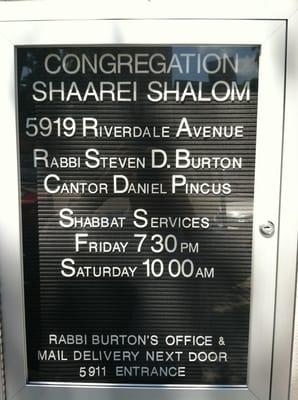 CONGREGATION
SHAAREI SHALOM
5919 RIVERDALE AVENUE
RABBI STEVEN D. BURTON
CANTOR DANIEL PINCUS
SHABBAT SERVICES
FRIDAY 7 30 PM
SATURDAY 10 00 AM
RABBI BURTON'S OFFICE &
MAIL DELIVERY NEXT DOOR
5911 ENTRANCE